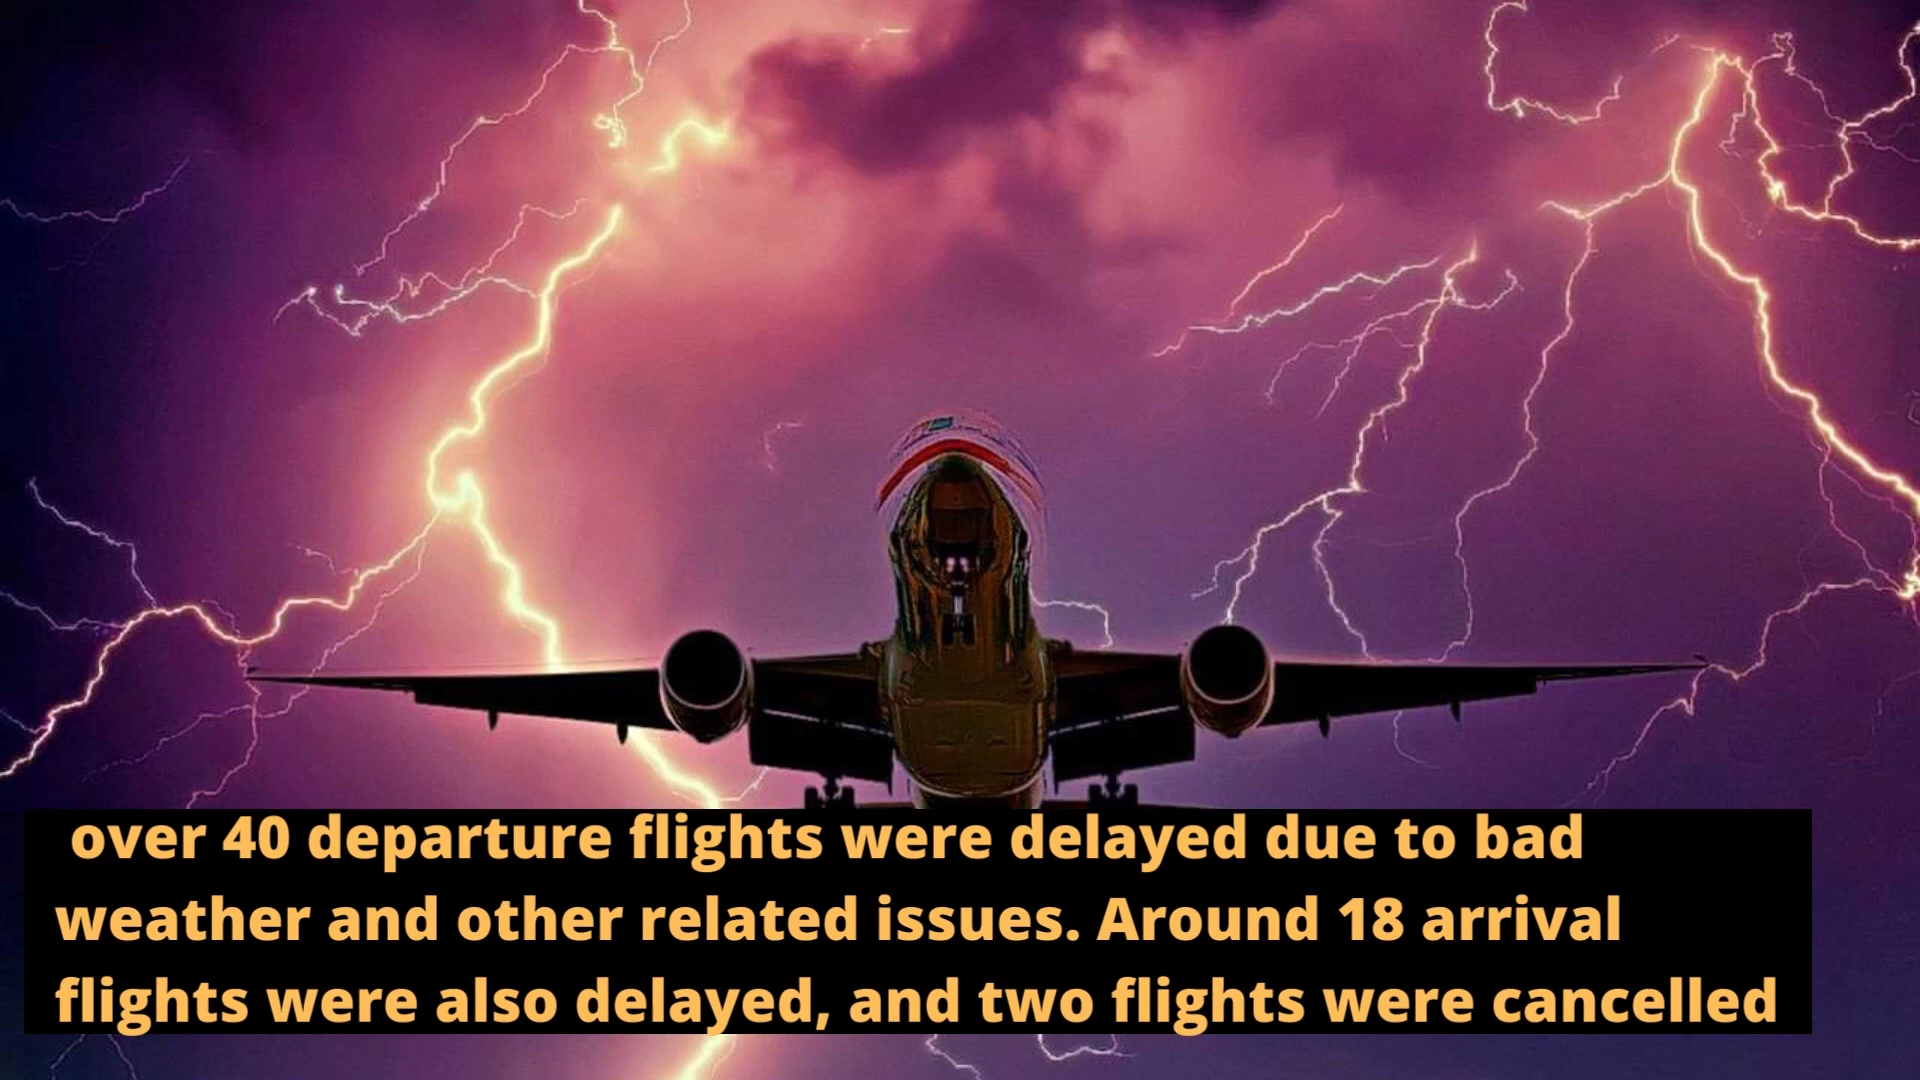 over 40 departure flights were delayed due to bad
weather and other related issues. Around 18 arrival
flights were also delayed, and two flights were cancelled